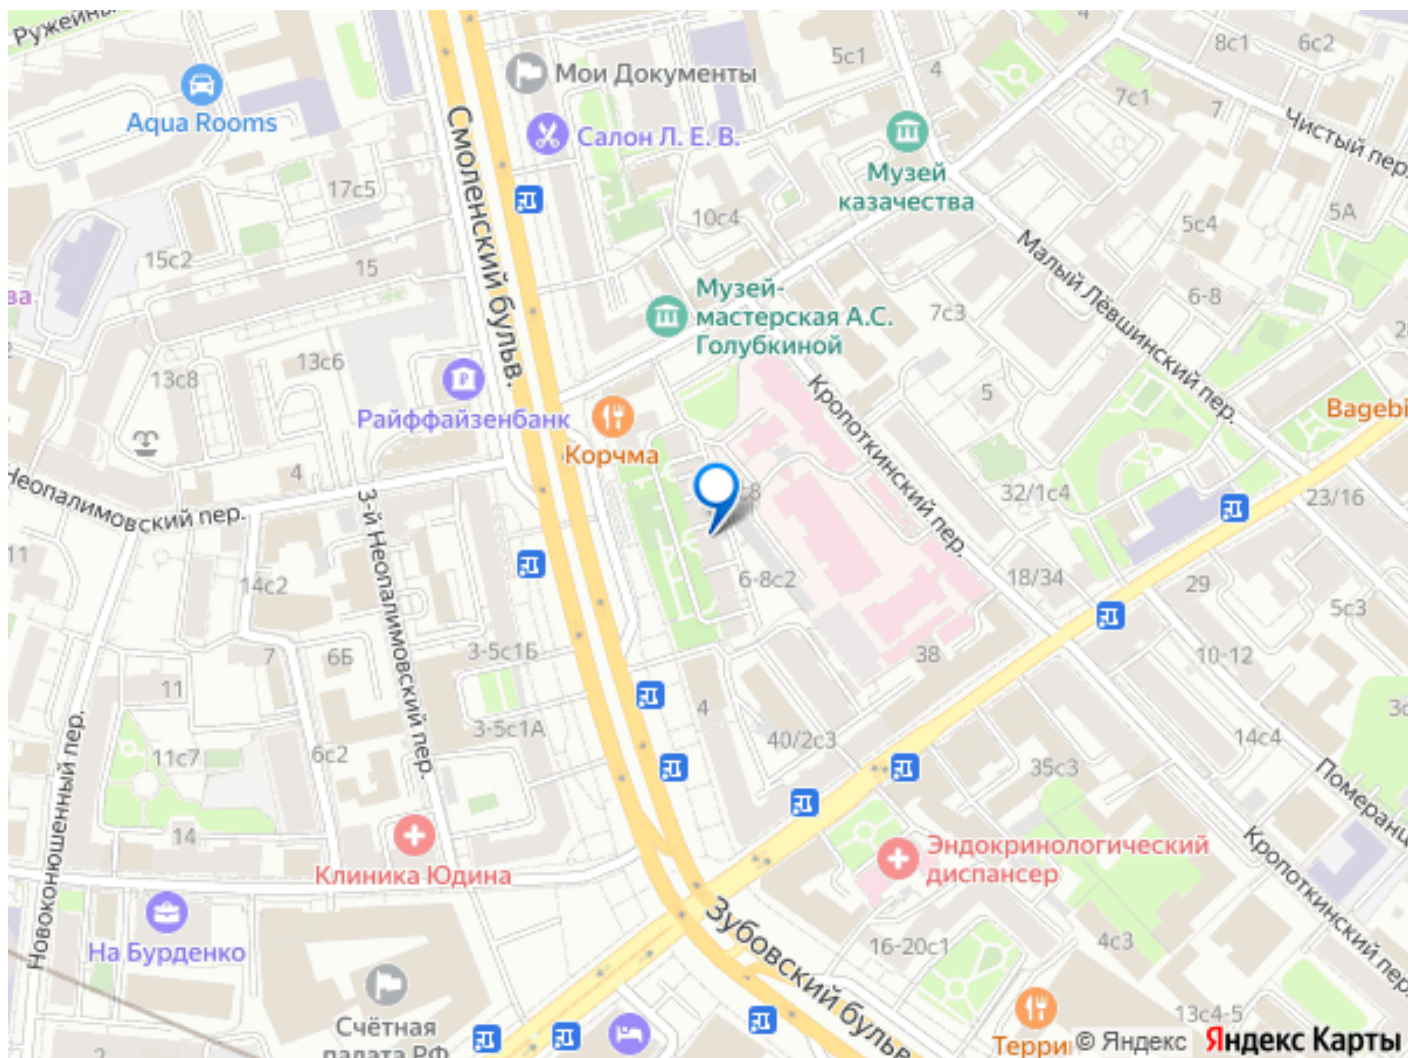 Ружейный
5с1
4
8с1
6с2
Мои Документы
Aqua Rooms
Салон Л. Е. В.
7с1
7
Чистый пер.
Смоленский бульв.
17с5
Музей
казачества
10с4
5с4
5А
15с2
15
Малый Лёвшинский пер.
6-8
ва
Музей-
мастерская А.С.
Голубкиной
7с3
13с6
13с8
Райффайзенбанк
Корчма
Кропоткинский пер.
5
Bagebi
4
Неопалимовский пер.
3-й Неопалимовский пер.
с8
32/1с4
23/16
11
14с2
6-8с2
18/34
29
5с3
7
6Б
3-5с1Б
38
10-12
11
4
3-5с1А
40/2с3
14с4
11с7
6с2
35с3
Померанц
Новоконюшенный пер.
14
Клиника Юдина
Эндокринологический
диспансер
Кропоткинский пер.
На Бурденко
Зубовский бульв.
16-20с1
4с3
Счётная
палата РФ
2
13с4-5
Терри
© Яндекс Яндекс Карты